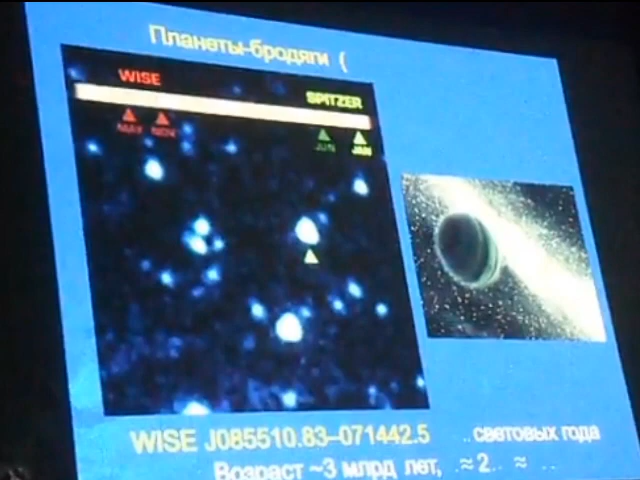 Планеты-бродяги (
WISE
SPITZER
MAY NOV JUN JAN
WISE J085510.83–071442.5 ..световых года
Возраст ~3 млрд лет, ..≈2.. ≈ ..